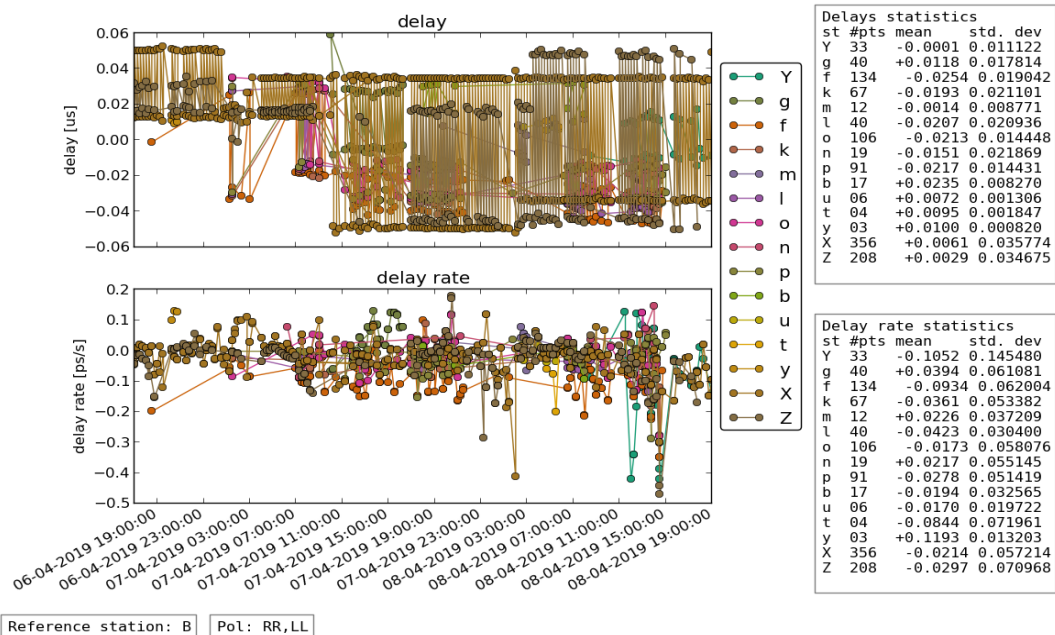 delay
0.06
0.04
0.02
0.00
−0.02
−0.04
−0.06
delay [us]
delay rate
0.2
0.1
0.0
−0.1
−0.2
−0.3
−0.4
−0.5
delay rate [ps/s]
06-04-2019 19:00:00
06-04-2019 23:00:00
07-04-2019 03:00:00
07-04-2019 07:00:00
07-04-2019 11:00:00
07-04-2019 15:00:00
07-04-2019 19:00:00
07-04-2019 23:00:00
08-04-2019 03:00:00
08-04-2019 07:00:00
08-04-2019 11:00:00
08-04-2019 15:00:00
08-04-2019 19:00:00
Y
g
f
k
m
l
o
n
p
b
u
t
y
X
Z
Delays statistics
st #pts mean std. dev
Y 33 -0.0001 0.011122
g 40 +0.0118 0.017814
f 134 -0.0254 0.019042
k 67 -0.0193 0.021101
m 12 -0.0014 0.008771
l 40 -0.0207 0.020936
o 106 -0.0213 0.014448
n 19 -0.0151 0.021869
p 91 -0.0217 0.014431
b 17 +0.0235 0.008270
u 06 +0.0072 0.001306
t 04 +0.0095 0.001847
y 03 +0.0100 0.000820
X 356 +0.0061 0.035774
Z 208 +0.0029 0.034675
Delay rate statistics
st #pts mean std. dev
Y 33 -0.1052 0.145480
g 40 +0.0394 0.061081
f 134 -0.0934 0.062004
k 67 -0.0361 0.053382
m 12 +0.0226 0.037209
l 40 -0.0423 0.030400
o 106 -0.0173 0.058076
n 19 +0.0217 0.055145
p 91 -0.0278 0.051419
b 17 -0.0194 0.032565
u 06 -0.0170 0.019722
t 04 -0.0844 0.071961
y 03 +0.1193 0.013203
X 356 -0.0214 0.057214
Z 208 -0.0297 0.070968
Reference station: B
Pol: RR,LL